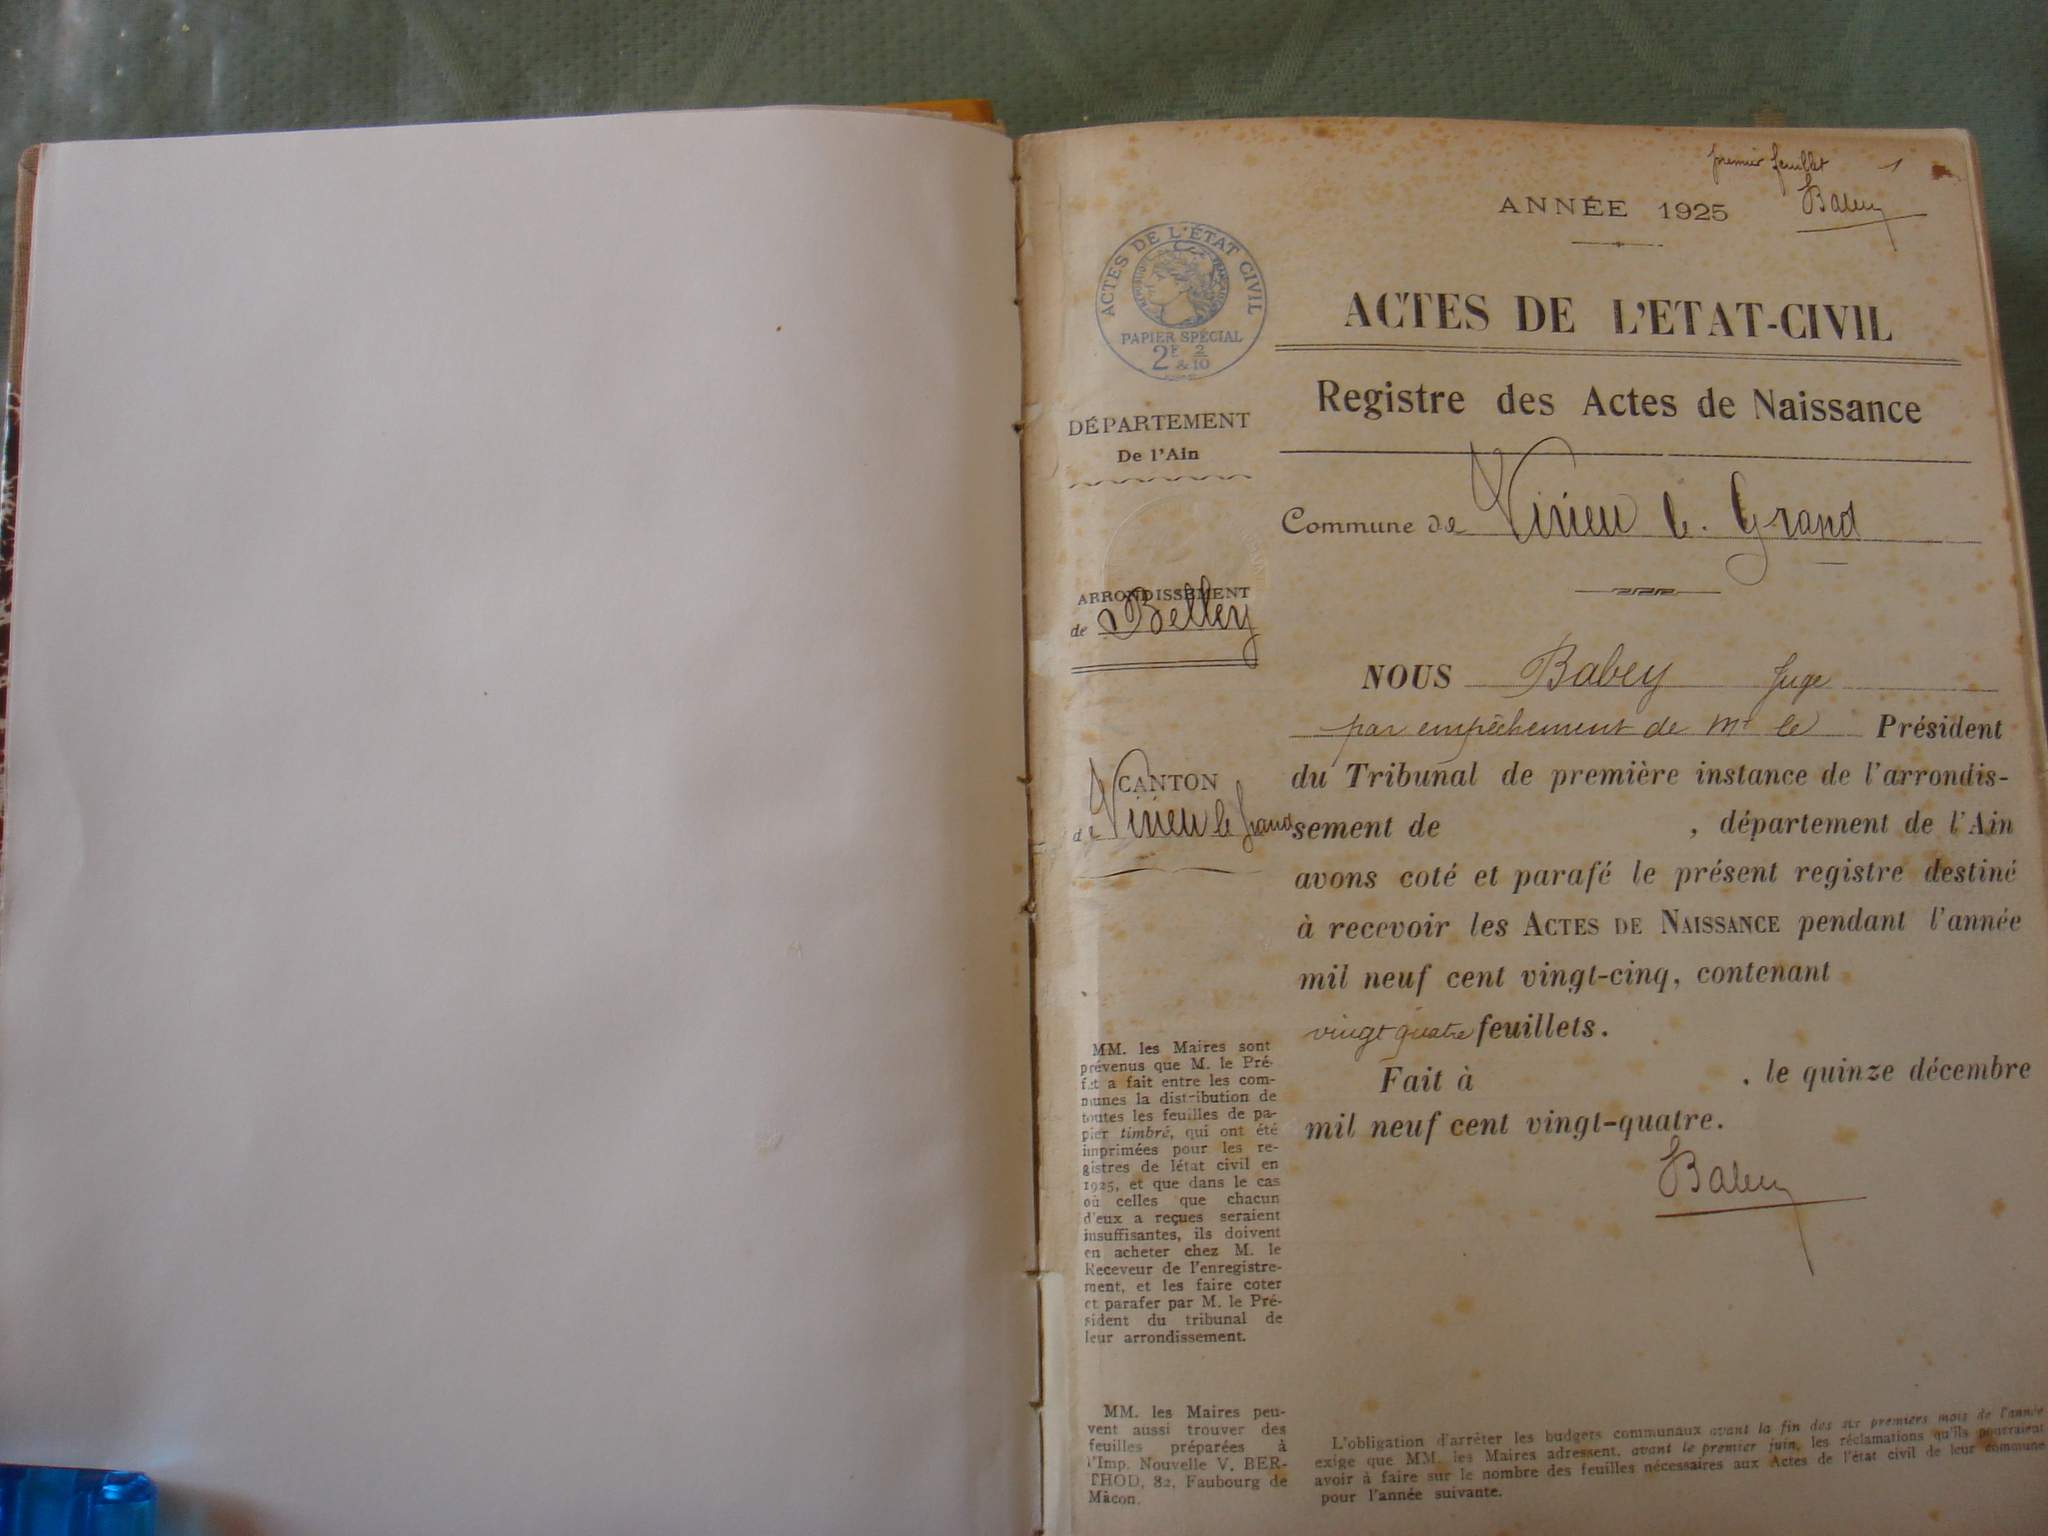 premier feuillet 1
Babey
ANNÉE 1925
ACTES DE L'ÉTAT CIVIL
RÉPUBLIQUE FRANÇAISE
PAPIER SPÉCIAL
2F 2
& 10
ACTES DE L'ETAT-CIVIL
Registre des Actes de Naissance
Commune de Virieu le Grand
DÉPARTEMENT
De l'Ain
ARRONDISSEMENT
de Belley
CANTON
de Virieu le Grand
NOUS Babey Juge
par empêchement de Mr le Président
du Tribunal de première instance de l'arrondis-
sement de , département de l'Ain
avons coté et parafé le présent registre destiné
à recevoir les ACTES DE NAISSANCE pendant l'année
mil neuf cent vingt-cinq, contenant
vingt quatre feuillets.
Fait à , le quinze décembre
mil neuf cent vingt-quatre.
Babey
MM. les Maires sont
prévenus que M. le Pré-
fet a fait entre les com-
munes la distribution de
toutes les feuilles de pa-
pier timbré, qui ont été
imprimées pour les re-
gistres de létat civil en
1925, et que dans le cas
où celles que chacun
d'eux a reçues seraient
insuffisantes, ils doivent
en acheter chez M. le
Receveur de l'enregistre-
ment, et les faire coter
et parafer par M. le Pré-
sident du tribunal de
leur arrondissement.
MM. les Maires peu-
vent aussi trouver des
feuilles préparées à
l'Imp. Nouvelle V. BER-
THOD, 82, Faubourg de
Mâcon.
L'obligation d'arrêter les budgets communaux avant la fin des six premiers mois de l'année
exige que MM. les Maires adressent, avant le premier juin, les réclamations qu'ils pourraient
avoir à faire sur le nombre des feuilles nécessaires aux Actes de l'état civil de leur commune
pour l'année suivante.